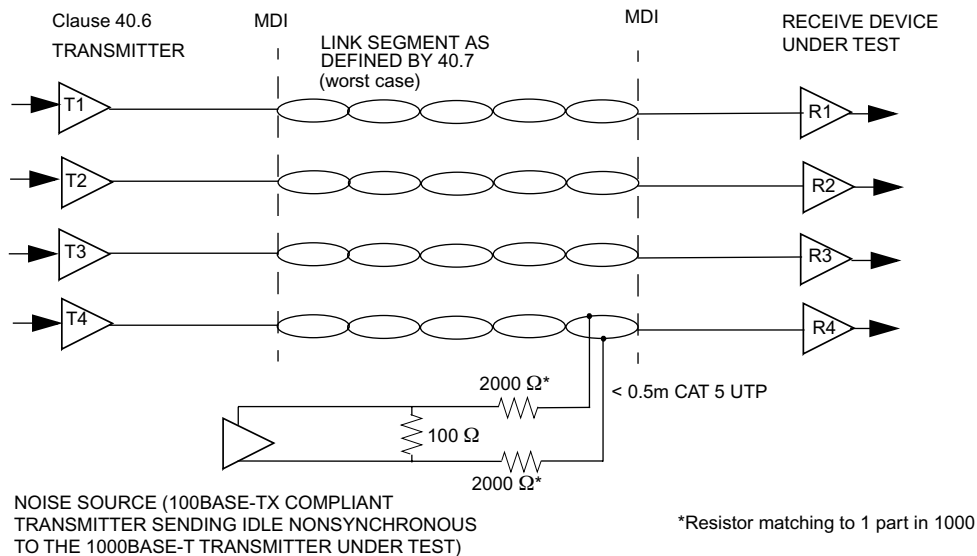 Clause 40.6
TRANSMITTER
MDI
LINK SEGMENT AS
DEFINED BY 40.7
(worst case)
MDI
RECEIVE DEVICE
UNDER TEST
T1
R1
T2
R2
T3
R3
T4
R4
2000 Ω*
< 0.5m CAT 5 UTP
100 Ω
2000 Ω*
NOISE SOURCE (100BASE-TX COMPLIANT
TRANSMITTER SENDING IDLE NONSYNCHRONOUS
TO THE 1000BASE-T TRANSMITTER UNDER TEST)
*Resistor matching to 1 part in 1000